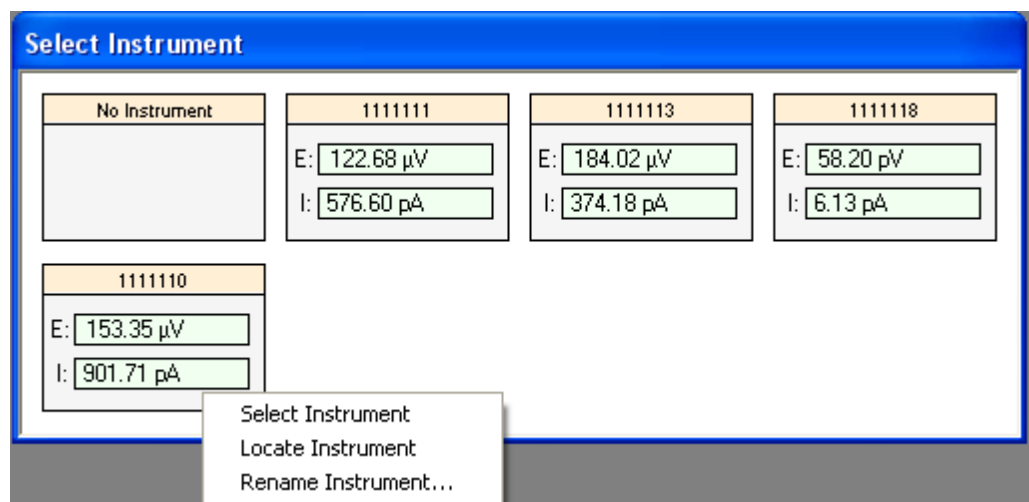 Select Instrument
No Instrument
1111111
E: 122.68 µV
I: 576.60 pA
1111113
E: 184.02 µV
I: 374.18 pA
1111118
E: 58.20 pV
I: 6.13 pA
1111110
E: 153.35 µV
I: 901.71 pA
Select Instrument
Locate Instrument
Rename Instrument...